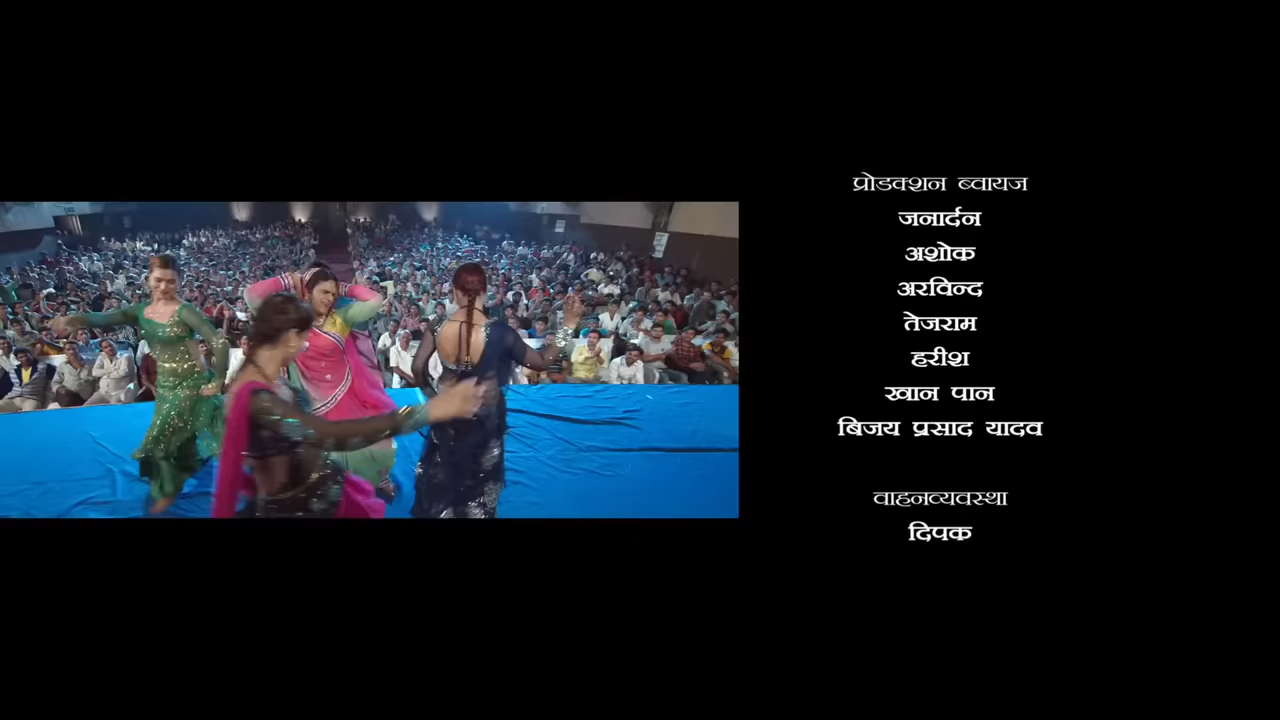 प्रोडक्शन ब्वायज
जनार्दन
अशोक
अरविन्द
तेजराम
हरीश
खान पान
बिजय प्रसाद यादव
वाहनव्यवस्था
दिपक